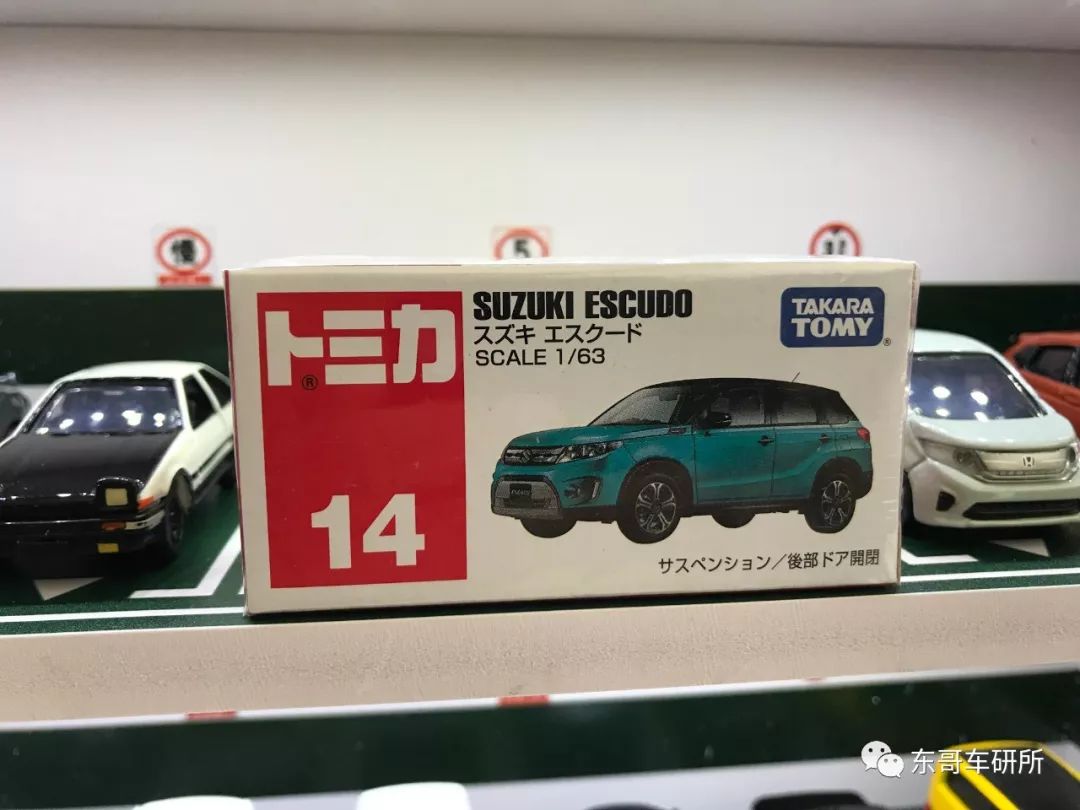 慢
5
トミカ
®
14
SUZUKI ESCUDO
スズキ エスクード
SCALE 1/63
TAKARA
TOMY
®
サスペンション/後部ドア開閉
东哥车研所